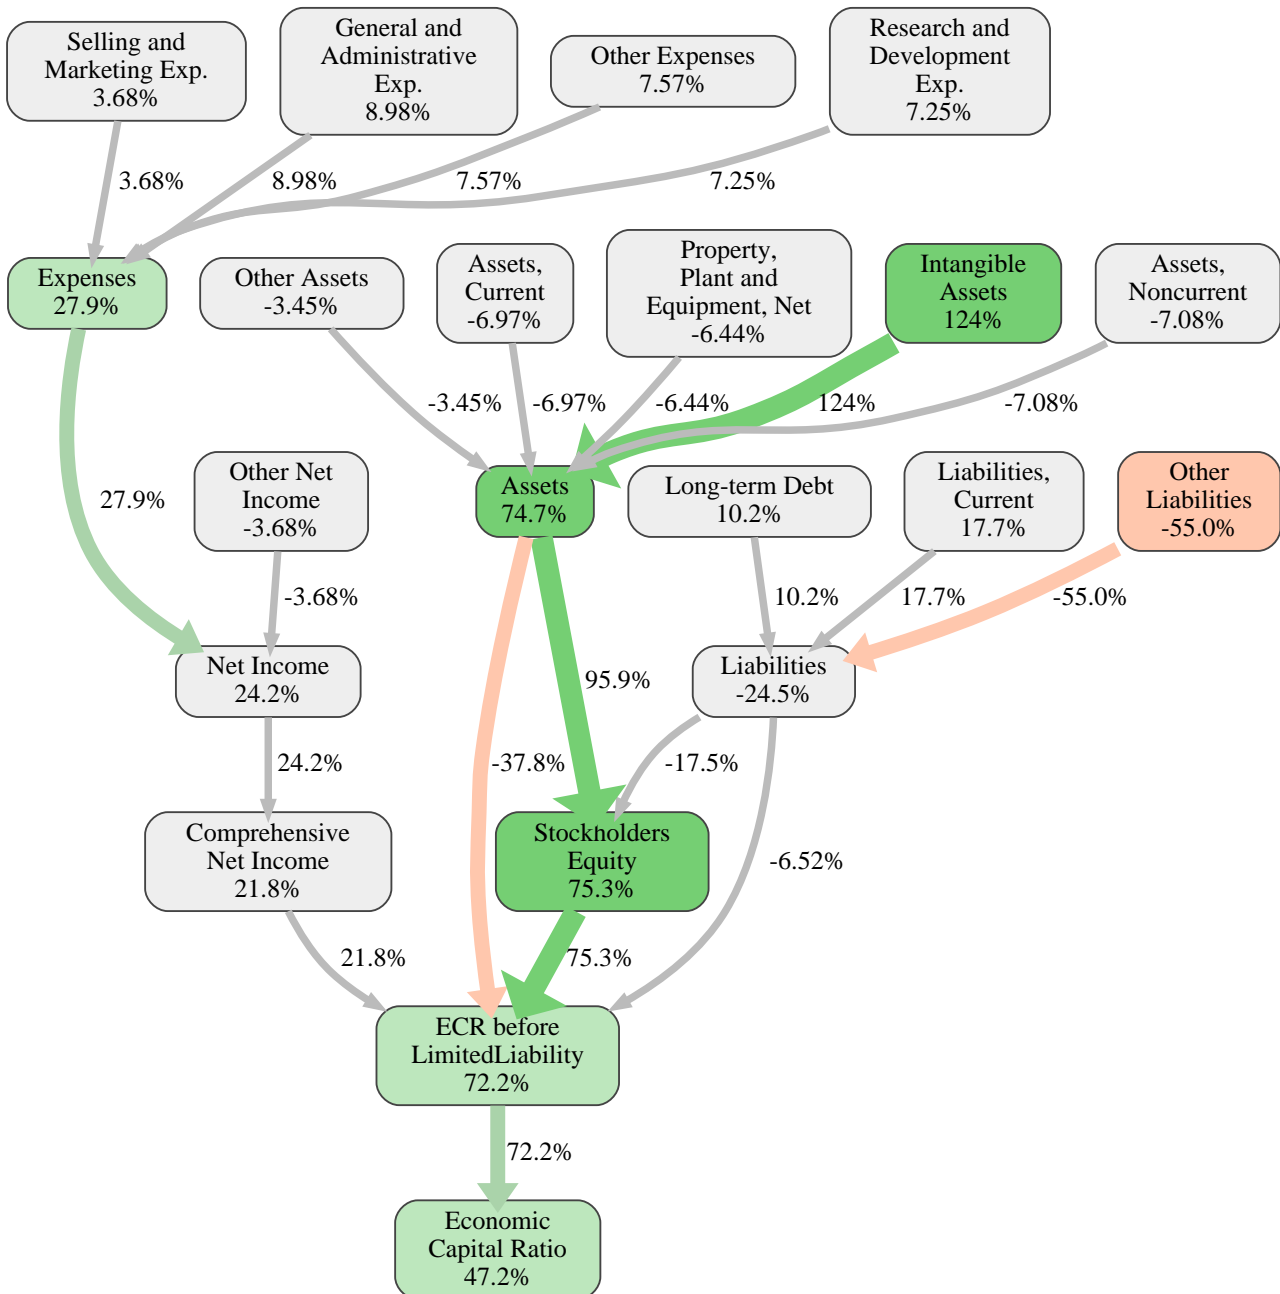 Selling and
Marketing Exp.
3.68%
General and
Administrative
Exp.
8.98%
Other Expenses
7.57%
Research and
Development
Exp.
7.25%
3.68%
8.98%
7.57%
7.25%
Expenses
27.9%
Other Assets
-3.45%
Assets,
Current
-6.97%
Property,
Plant and
Equipment, Net
-6.44%
Intangible
Assets
124%
Assets,
Noncurrent
-7.08%
-3.45%
-6.97%
-6.44%
124%
-7.08%
27.9%
Other Net
Income
-3.68%
Assets
74.7%
Long-term Debt
10.2%
Liabilities,
Current
17.7%
Other
Liabilities
-55.0%
-3.68%
10.2%
17.7%
-55.0%
Net Income
24.2%
95.9%
Liabilities
-24.5%
24.2%
-37.8%
-17.5%
Comprehensive
Net Income
21.8%
Stockholders
Equity
75.3%
-6.52%
21.8%
75.3%
ECR before
LimitedLiability
72.2%
72.2%
Economic
Capital Ratio
47.2%